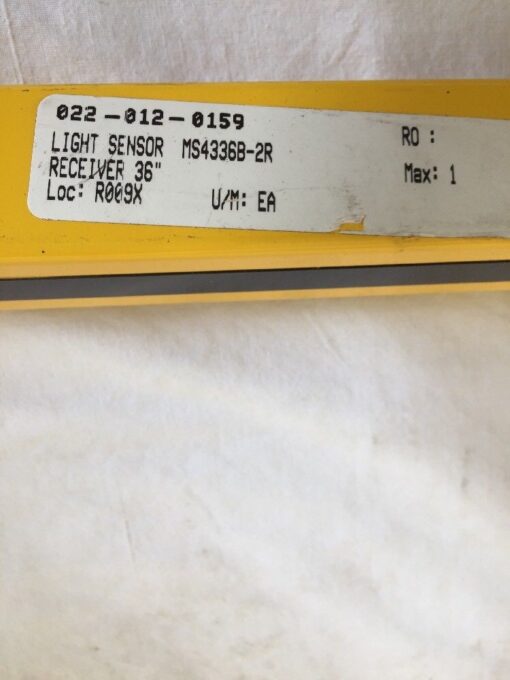 022-012-0159
LIGHT SENSOR MS4336B-2R RO :
RECEIVER 36" Max: 1
Loc: R009X U/M: EA